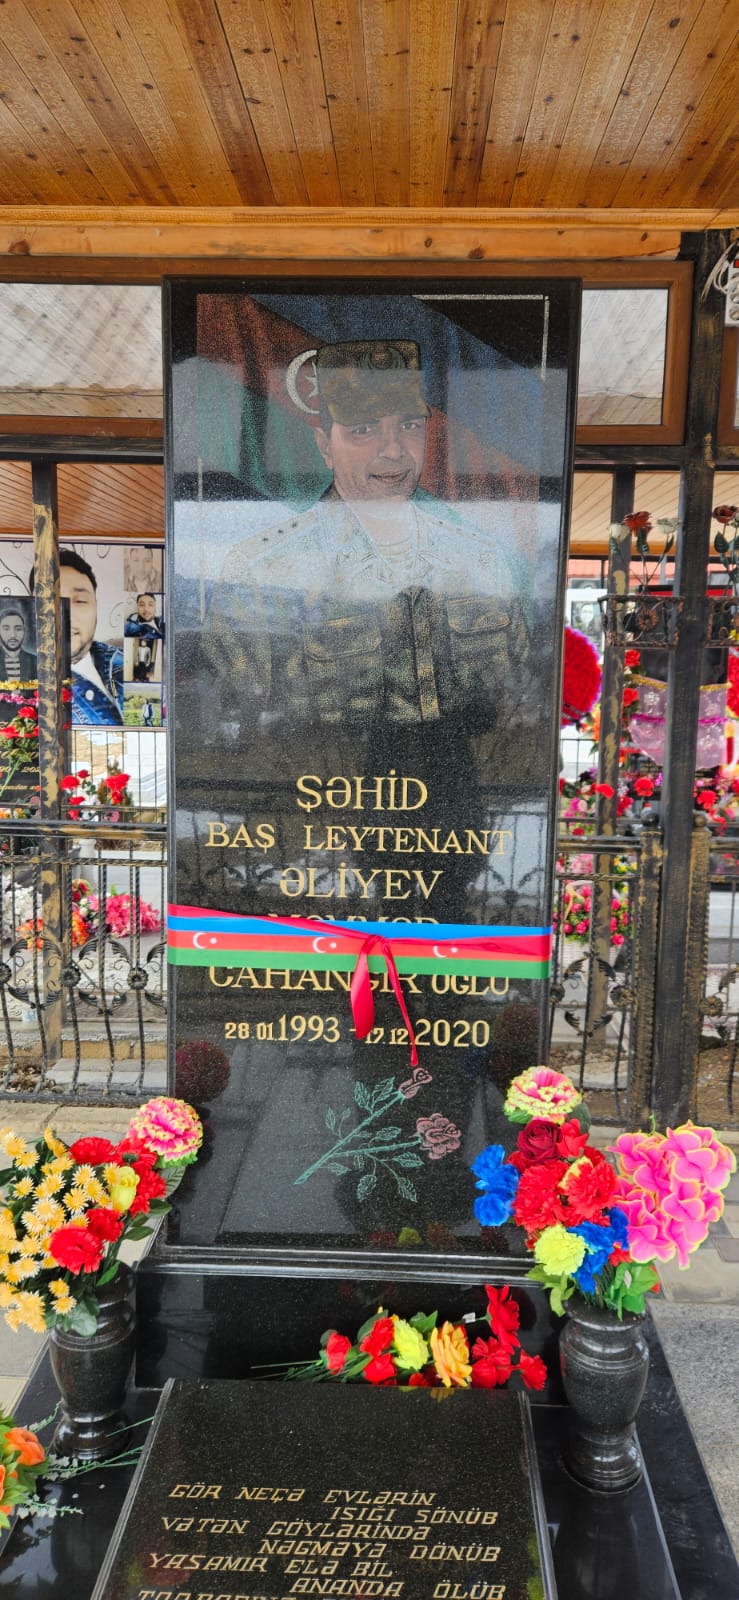 ŞƏHİD
BAŞ LEYTENANT
ƏLİYEV
CAHANGİR OĞLU
28.01.1993 - 17.12.2020
GÖR NEÇƏ EVLƏRİN
IŞIĞI SÖNÜB
VƏTƏN GÖYLƏRİNDƏ
NƏĞMƏYƏ DÖNÜB
YAŞAMIR ELƏ BİL
ANANDA ÖLÜB